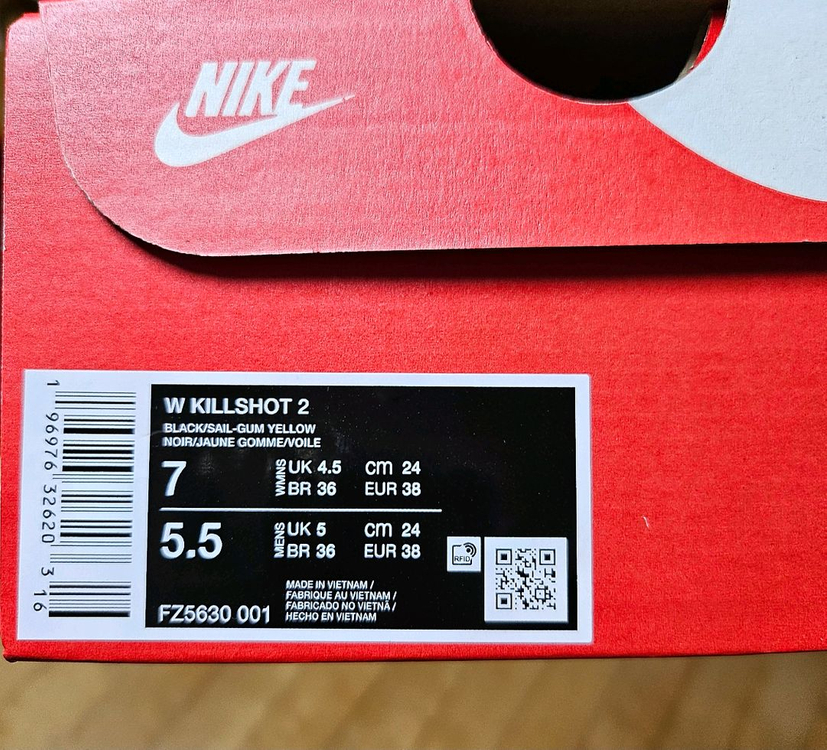 NIKE
W KILLSHOT 2
BLACK/SAIL-GUM YELLOW
NOIR/JAUNE GOMME/VOILE
7 WMNS UK 4.5 cm 24
BR 36 EUR 38
5.5 MENS UK 5 cm 24
BR 36 EUR 38
RFID
MADE IN VIETNAM /
FABRIQUE AU VIETNAM /
FABRICADO NO VIETNÃ /
HECHO EN VIETNAM
FZ5630 001
1 96976 32620 3 16